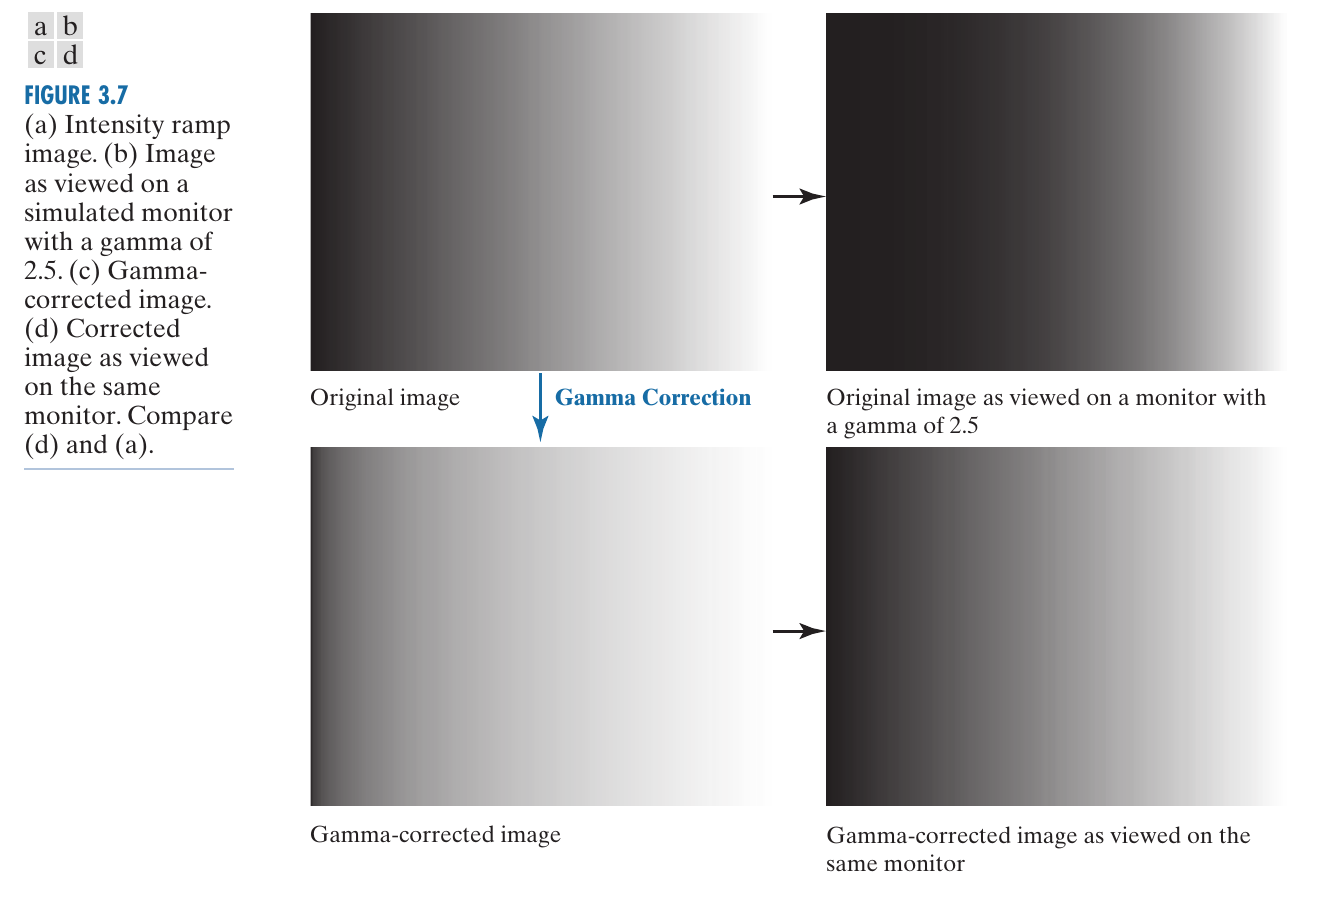 a b
c d
FIGURE 3.7
(a) Intensity ramp
image. (b) Image
as viewed on a
simulated monitor
with a gamma of
2.5. (c) Gamma-
corrected image.
(d) Corrected
image as viewed
on the same
monitor. Compare
(d) and (a).
Original image
Gamma Correction
Original image as viewed on a monitor with
a gamma of 2.5
Gamma-corrected image
Gamma-corrected image as viewed on the
same monitor